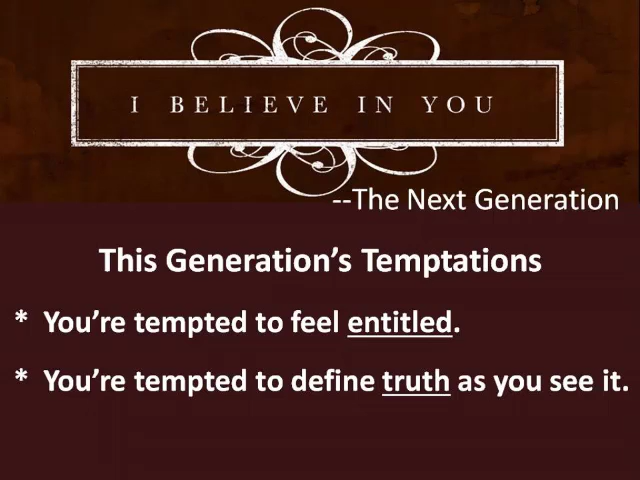 I BELIEVE IN YOU
--The Next Generation
This Generation’s Temptations
* You’re tempted to feel entitled.
* You’re tempted to define truth as you see it.